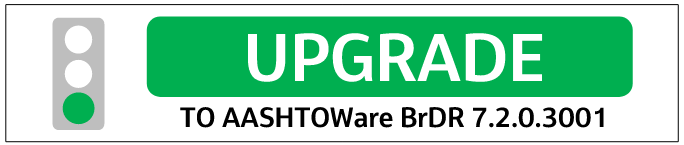 UPGRADE
TO AASHTOWare BrDR 7.2.0.3001